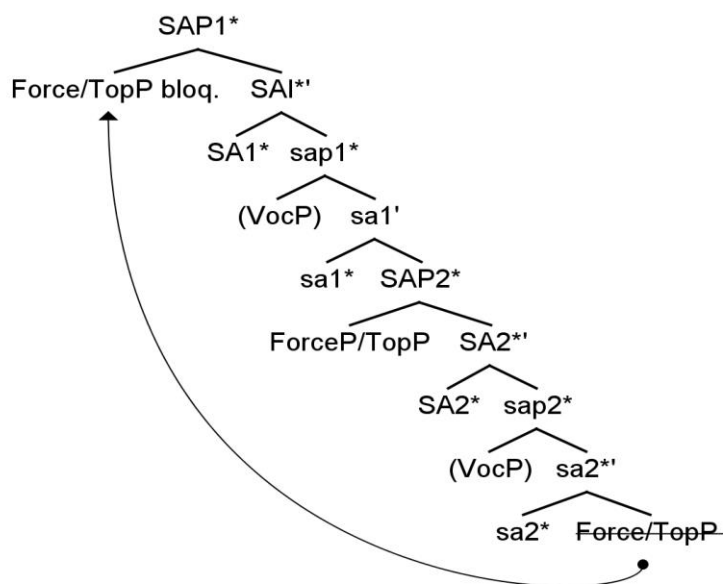 SAP1*
Force/TopP bloq. SAI*'
SA1* sap1*
(VocP) sa1'
sa1* SAP2*
ForceP/TopP SA2*'
SA2* sap2*
(VocP) sa2*'
sa2* Force/TopP